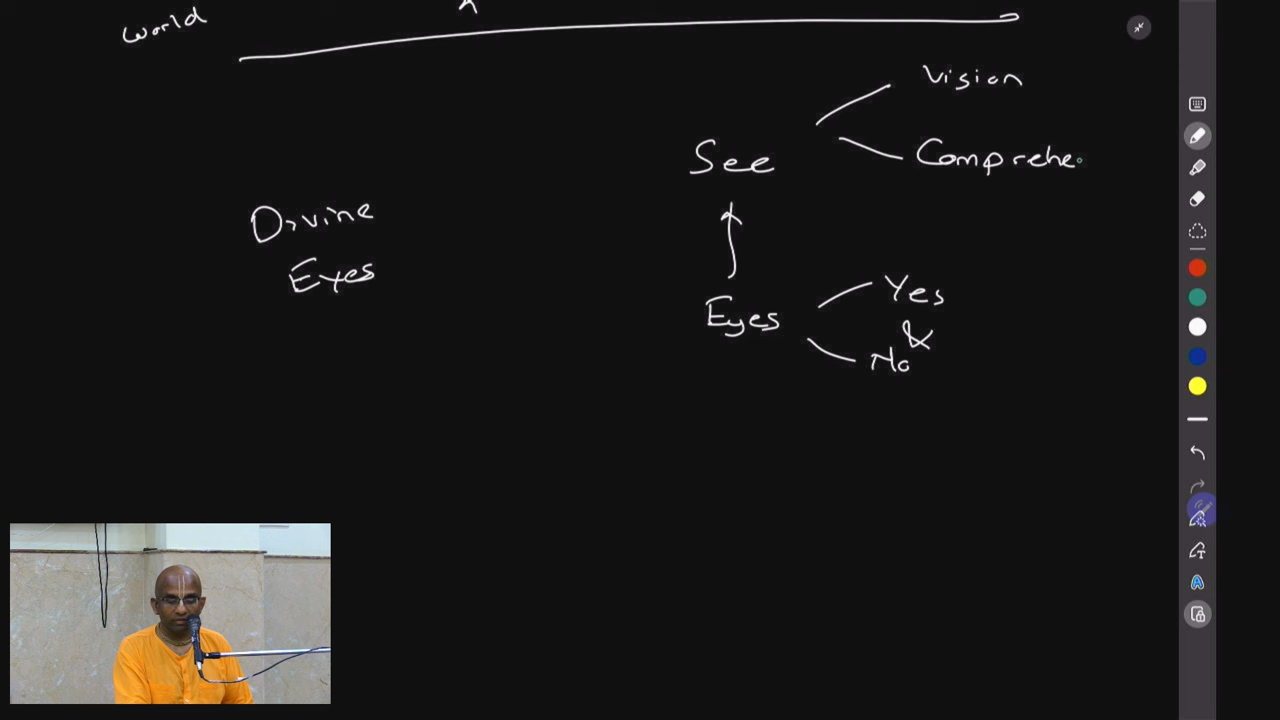 World
Vision
See
Comprehe
Divine
Eyes
Eyes
Yes
&
No